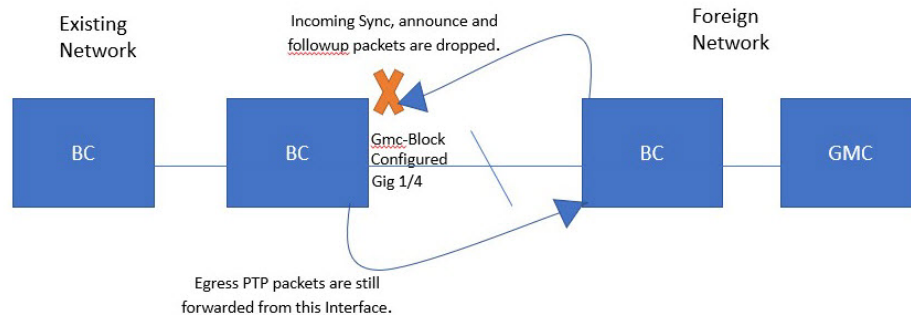 Existing
Network
Incoming Sync, announce and
followup packets are dropped.
Foreign
Network
BC
BC
Gmc-Block
Configured
Gig 1/4
BC
GMC
Egress PTP packets are still
forwarded from this Interface.